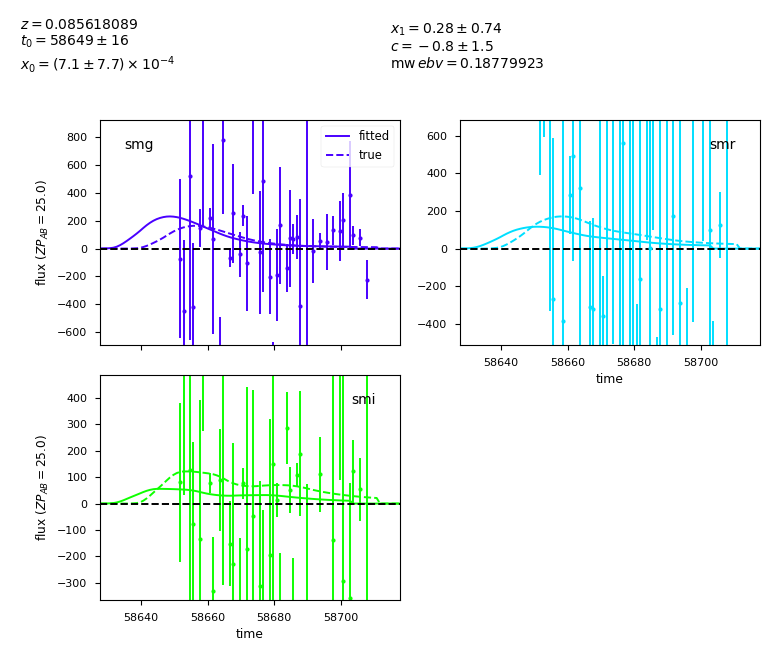 z = 0.085618089
t₀ = 58649 ± 16
x₀ = (7.1 ± 7.7) × 10⁻⁴
x₁ = 0.28 ± 0.74
c = −0.8 ± 1.5
mw ebv = 0.18779923
smg
fitted
true
800
600
400
200
0
−200
−400
−600
flux (ZP_AB = 25.0)
smr
600
400
200
0
−200
−400
58640 58660 58680 58700
time
smi
400
300
200
100
0
−100
−200
−300
flux (ZP_AB = 25.0)
58640 58660 58680 58700
time